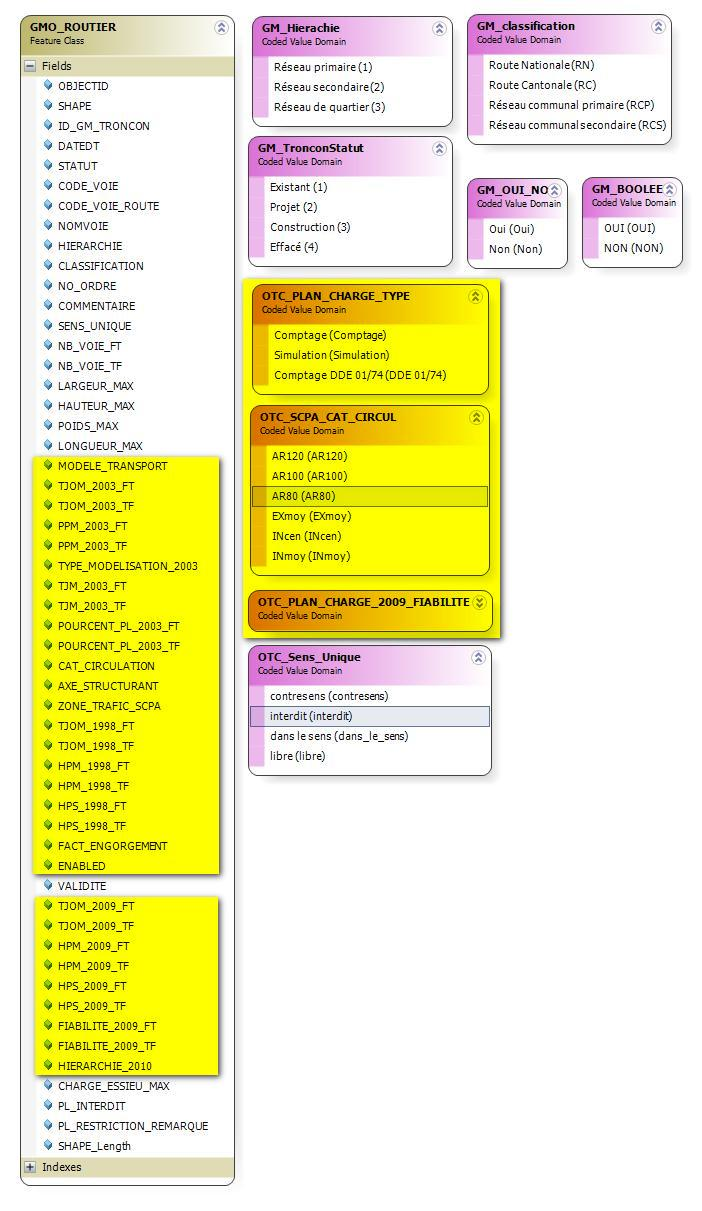 GMO_ROUTIER
Feature Class
Fields
OBJECTID
SHAPE
ID_GM_TRONCON
DATEDT
STATUT
CODE_VOIE
CODE_VOIE_ROUTE
NOMVOIE
HIERARCHIE
CLASSIFICATION
NO_ORDRE
COMMENTAIRE
SENS_UNIQUE
NB_VOIE_FT
NB_VOIE_TF
LARGEUR_MAX
HAUTEUR_MAX
POIDS_MAX
LONGUEUR_MAX
MODELE_TRANSPORT
TJOM_2003_FT
TJOM_2003_TF
PPM_2003_FT
PPM_2003_TF
TYPE_MODELISATION_2003
TJM_2003_FT
TJM_2003_TF
POURCENT_PL_2003_FT
POURCENT_PL_2003_TF
CAT_CIRCULATION
AXE_STRUCTURANT
ZONE_TRAFIC_SCPA
TJOM_1998_FT
TJOM_1998_TF
HPM_1998_FT
HPM_1998_TF
HPS_1998_FT
HPS_1998_TF
FACT_ENGORGEMENT
ENABLED
VALIDITE
TJOM_2009_FT
TJOM_2009_TF
HPM_2009_FT
HPM_2009_TF
HPS_2009_FT
HPS_2009_TF
FIABILITE_2009_FT
FIABILITE_2009_TF
HIERARCHIE_2010
CHARGE_ESSIEU_MAX
PL_INTERDIT
PL_RESTRICTION_REMARQUE
SHAPE_Length
Indexes
GM_Hierachie
Coded Value Domain
Réseau primaire (1)
Réseau secondaire (2)
Réseau de quartier (3)
GM_classification
Coded Value Domain
Route Nationale (RN)
Route Cantonale (RC)
Réseau communal primaire (RCP)
Réseau communal secondaire (RCS)
GM_TronconStatut
Coded Value Domain
Existant (1)
Projet (2)
Construction (3)
Effacé (4)
GM_OUI_NO
Coded Value Domain
Oui (Oui)
Non (Non)
GM_BOOLEE
Coded Value Domain
OUI (OUI)
NON (NON)
OTC_PLAN_CHARGE_TYPE
Coded Value Domain
Comptage (Comptage)
Simulation (Simulation)
Comptage DDE 01/74 (DDE 01/74)
OTC_SCPA_CAT_CIRCUL
Coded Value Domain
AR120 (AR120)
AR100 (AR100)
AR80 (AR80)
EXmoy (EXmoy)
INcen (INcen)
INmoy (INmoy)
OTC_PLAN_CHARGE_2009_FIABILITE
Coded Value Domain
OTC_Sens_Unique
Coded Value Domain
contresens (contresens)
interdit (interdit)
dans le sens (dans_le_sens)
libre (libre)